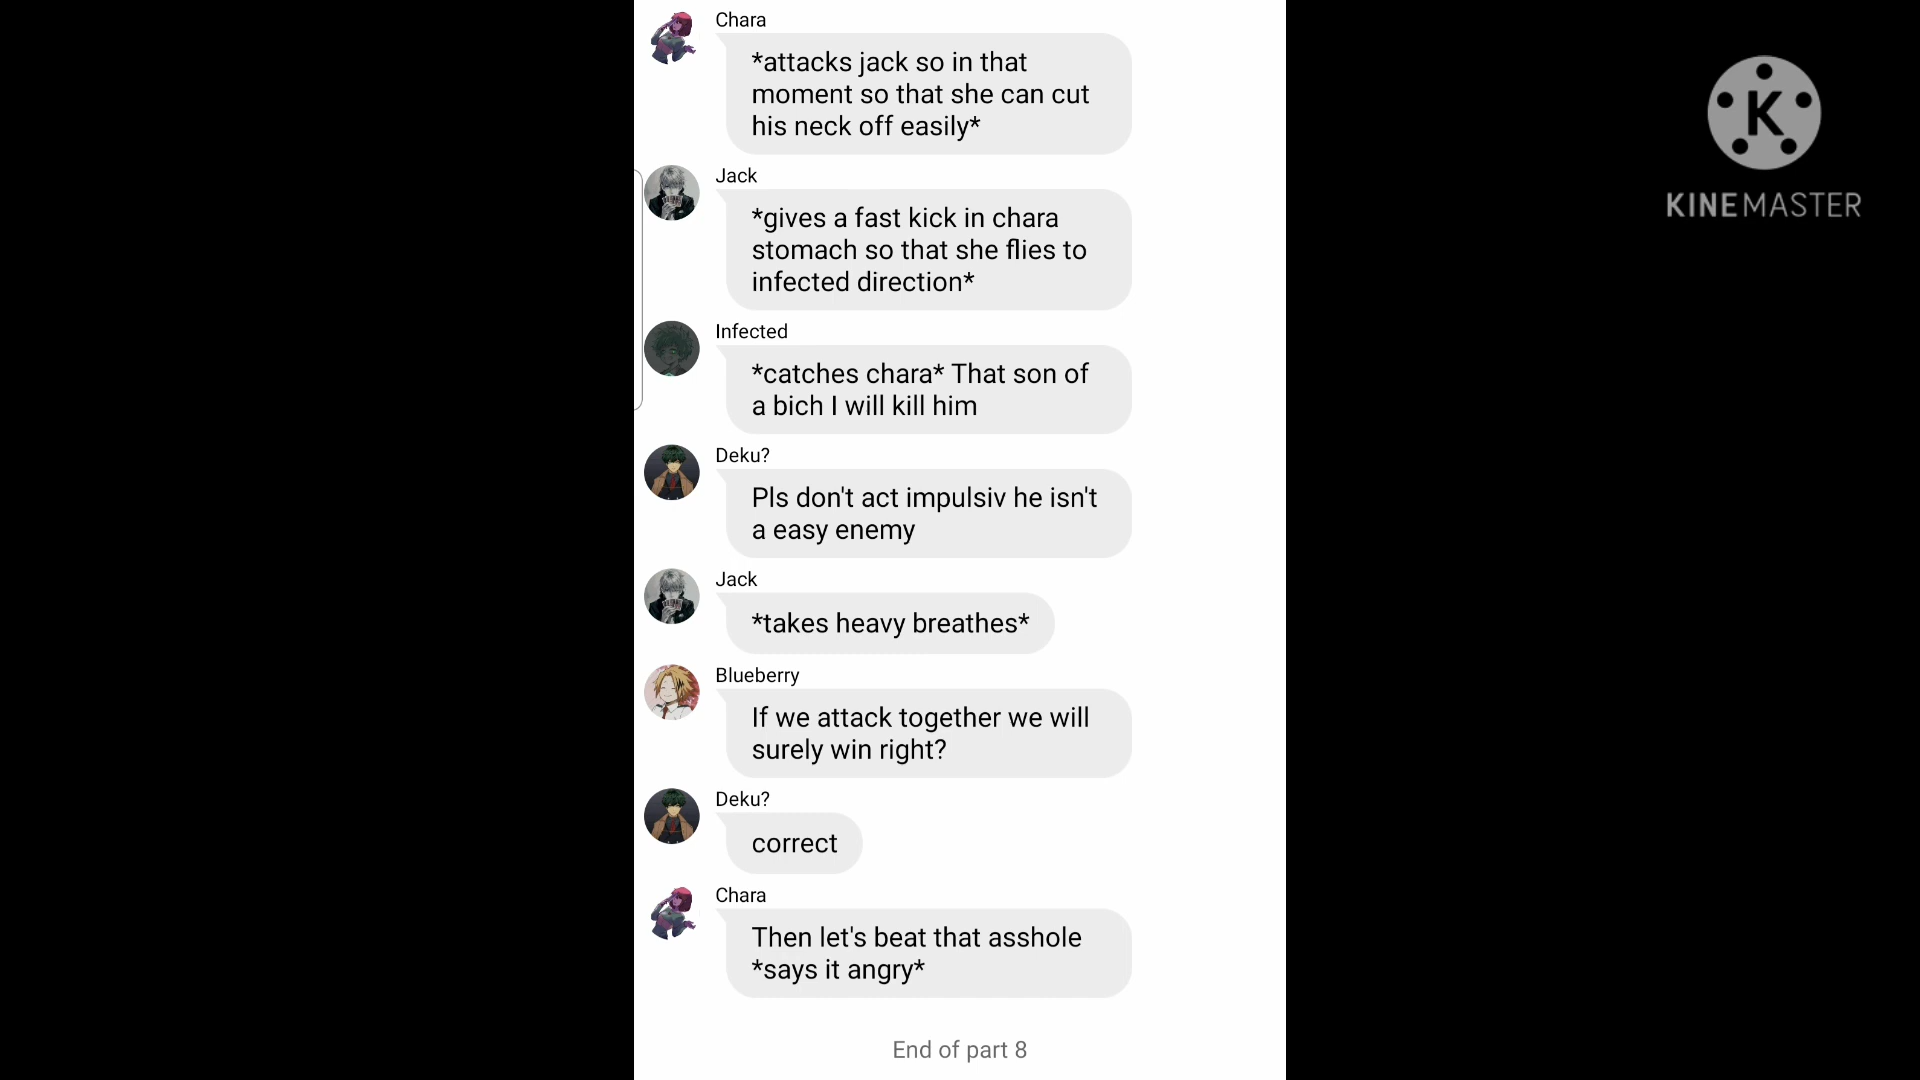 Chara
*attacks jack so in that
moment so that she can cut
his neck off easily*
Jack
*gives a fast kick in chara
stomach so that she flies to
infected direction*
Infected
*catches chara* That son of
a bich I will kill him
Deku?
Pls don't act impulsiv he isn't
a easy enemy
Jack
*takes heavy breathes*
Blueberry
If we attack together we will
surely win right?
Deku?
correct
Chara
Then let's beat that asshole
*says it angry*
End of part 8
K
KINEMASTER